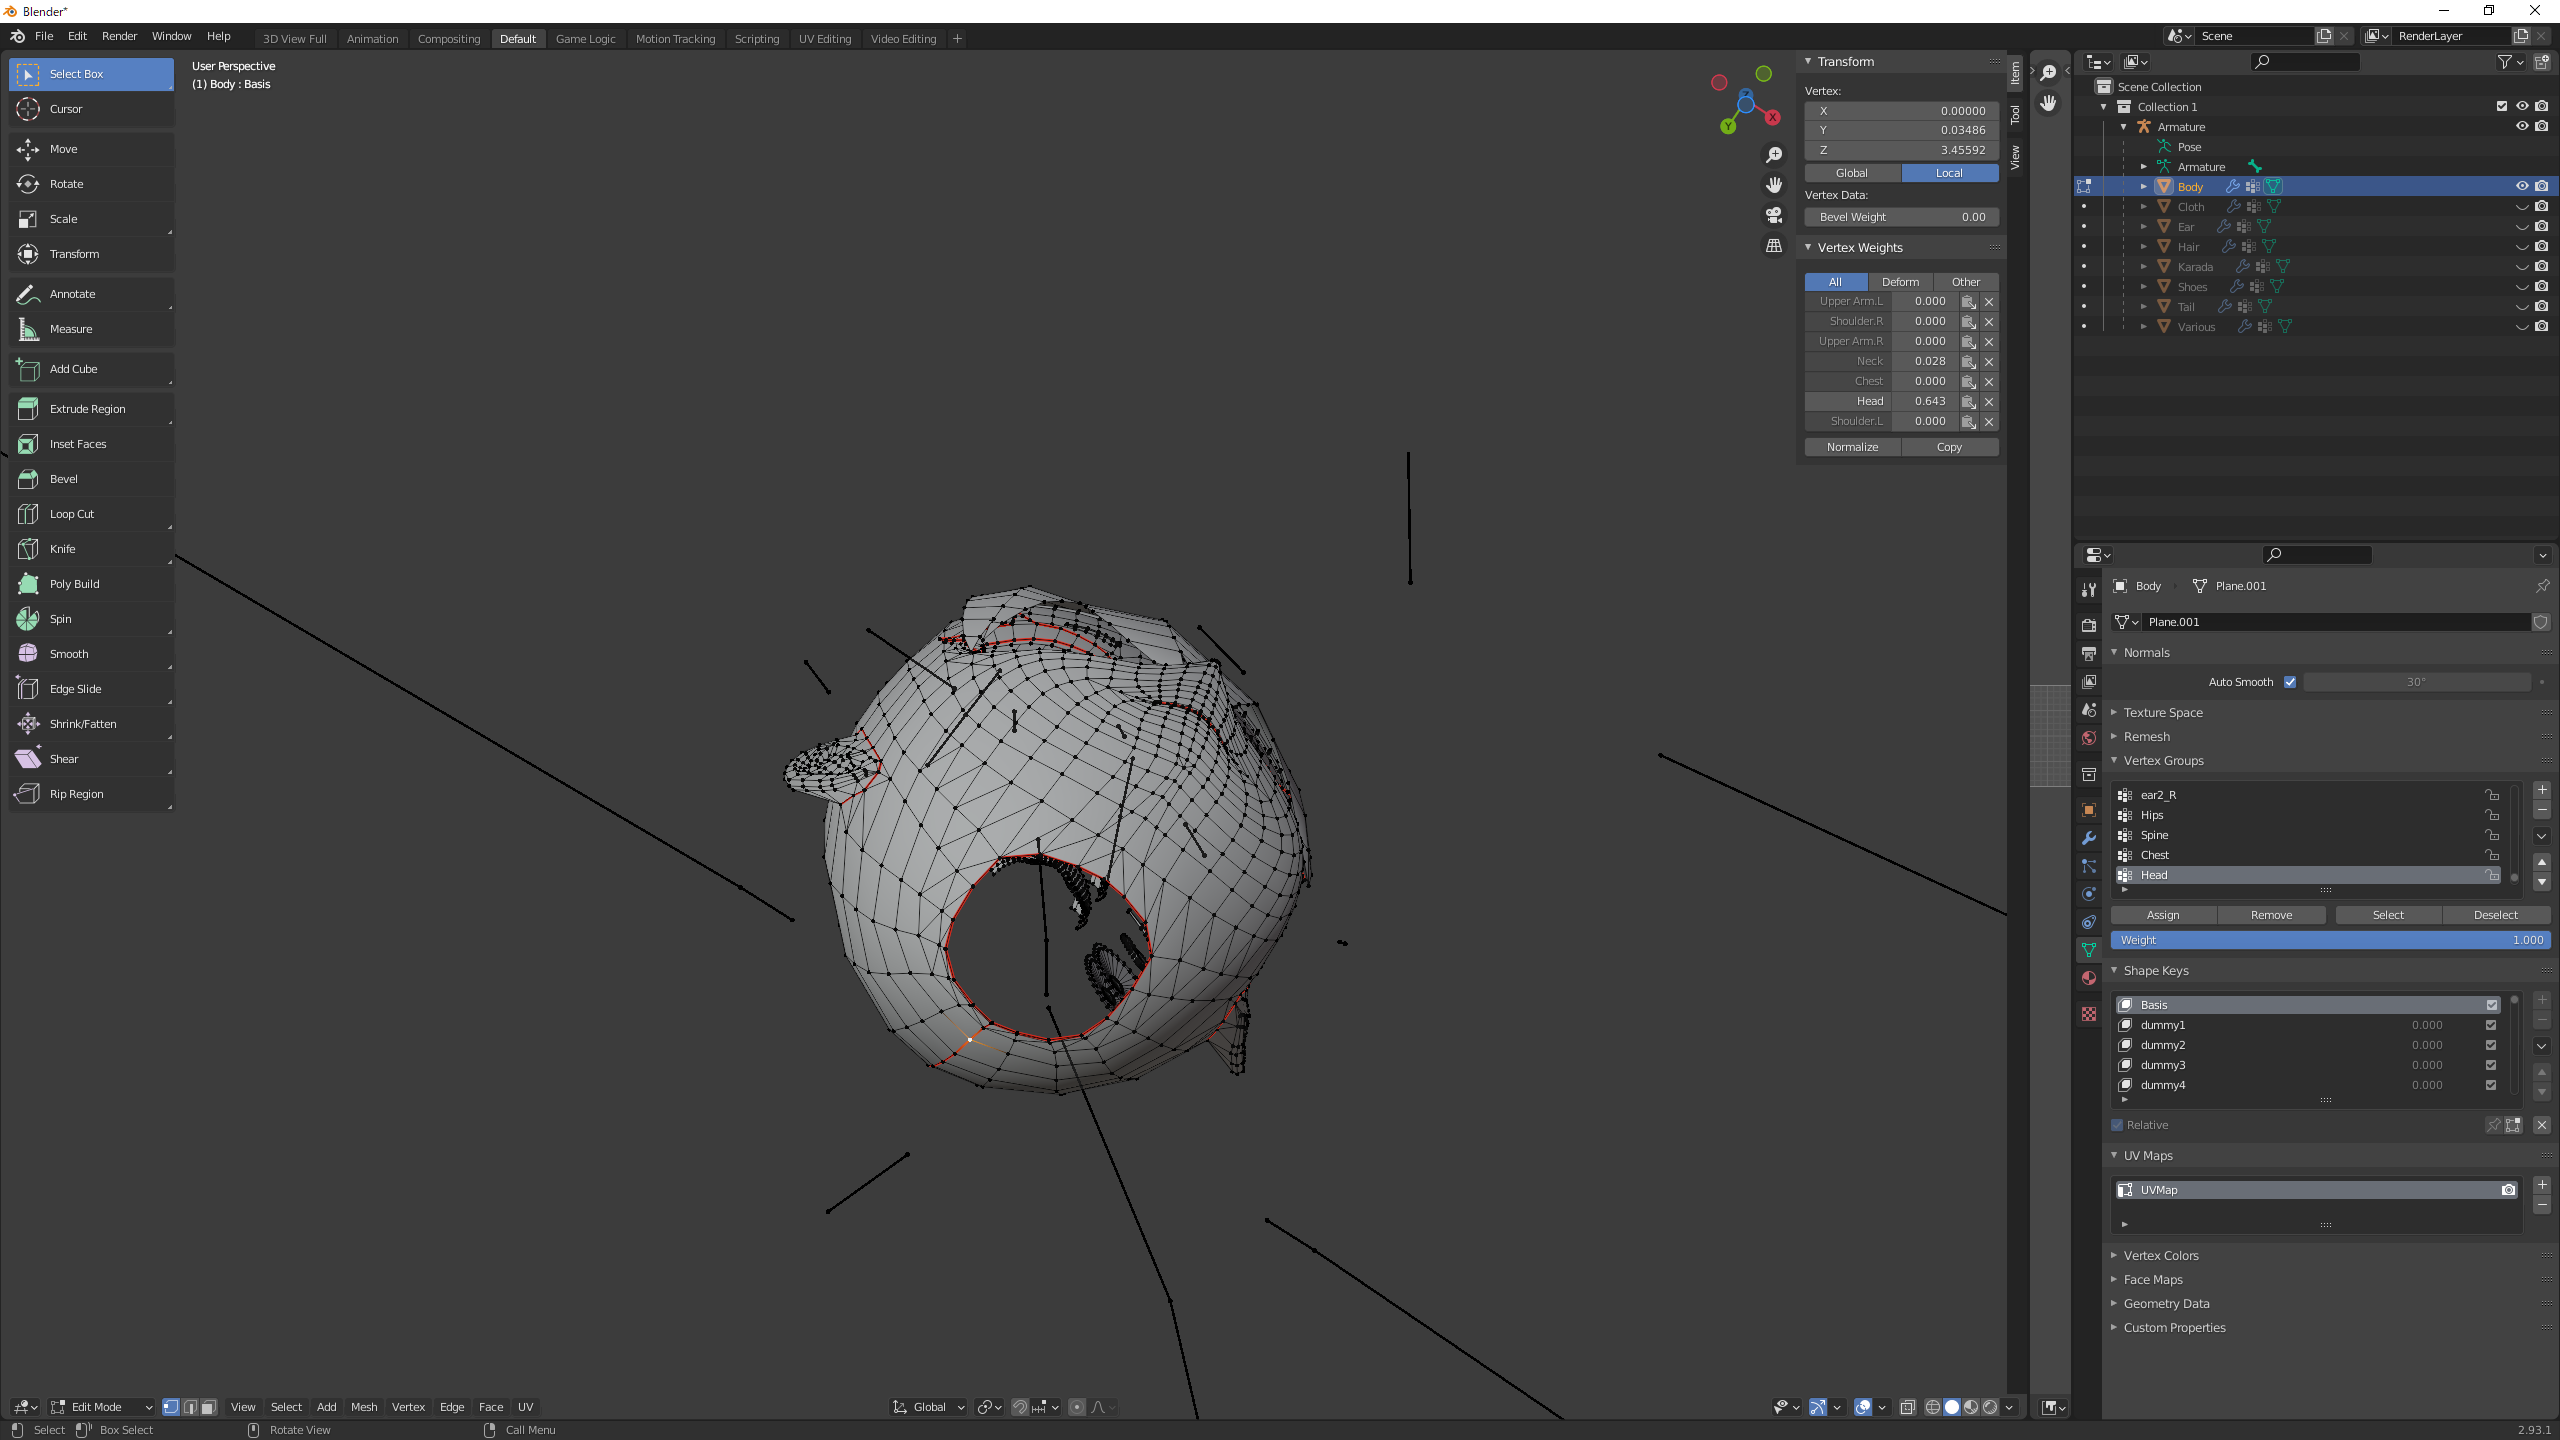 Blender*
File Edit Render Window Help
3D View Full Animation Compositing Default Game Logic Motion Tracking Scripting UV Editing Video Editing
Scene
RenderLayer
Select Box
Cursor
Move
Rotate
Scale
Transform
Annotate
Measure
Add Cube
Extrude Region
Inset Faces
Bevel
Loop Cut
Knife
Poly Build
Spin
Smooth
Edge Slide
Shrink/Fatten
Shear
Rip Region
User Perspective
(1) Body : Basis
X
Y
Z
Transform
Vertex:
X 0.00000
Y 0.03486
Z 3.45592
Global Local
Vertex Data:
Bevel Weight 0.00
Vertex Weights
All Deform Other
Upper Arm.L 0.000
Shoulder.R 0.000
Upper Arm.R 0.000
Neck 0.028
Chest 0.000
Head 0.643
Shoulder.L 0.000
Normalize Copy
Item
Tool
View
Scene Collection
Collection 1
Armature
Pose
Armature
Body
Cloth
Ear
Hair
Karada
Shoes
Tail
Various
Body Plane.001
Plane.001
Normals
Auto Smooth 30°
Texture Space
Remesh
Vertex Groups
ear2_R
Hips
Spine
Chest
Head
Assign Remove Select Deselect
Weight 1.000
Shape Keys
Basis
dummy1 0.000
dummy2 0.000
dummy3 0.000
dummy4 0.000
Relative
UV Maps
UVMap
Vertex Colors
Face Maps
Geometry Data
Custom Properties
Edit Mode View Select Add Mesh Vertex Edge Face UV Global
Select Box Select Rotate View Call Menu 2.93.1